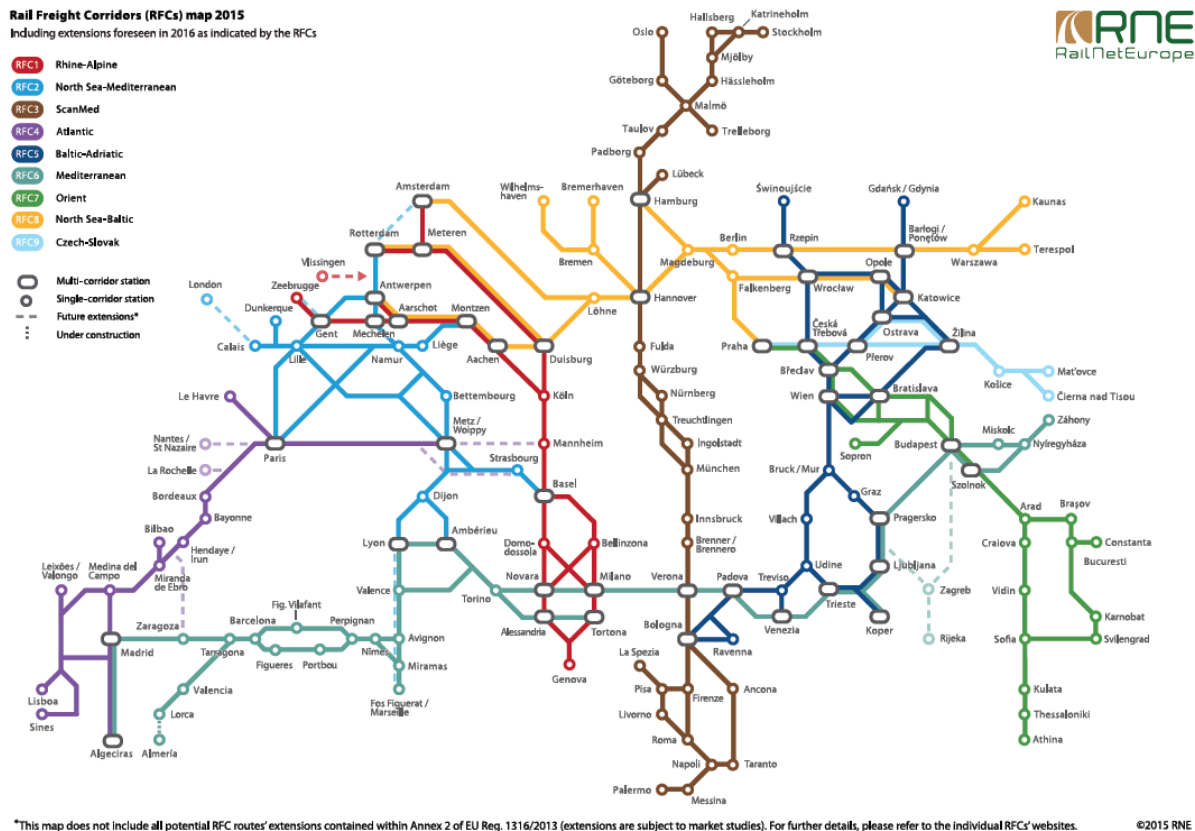 Rail Freight Corridors (RFCs) map 2015
Including extensions foreseen in 2016 as indicated by the RFCs
RNE
RailNetEurope
RFC1 Rhine-Alpine
RFC2 North Sea-Mediterranean
RFC3 ScanMed
RFC4 Atlantic
RFC5 Baltic-Adriatic
RFC6 Mediterranean
RFC7 Orient
RFC8 North Sea-Baltic
RFC9 Czech-Slovak
Multi-corridor station
Single-corridor station
Future extensions*
Under construction
Oslo
Hallsberg
Katrineholm
Stockholm
Mjölby
Göteborg
Hässleholm
Malmö
Taulov
Trelleborg
Padborg
Lübeck
Amsterdam
Wilhelms-
haven
Bremerhaven
Hamburg
Świnoujście
Gdańsk / Gdynia
Kaunas
Rotterdam
Meteren
Bremen
Magdeburg
Berlin
Rzepin
Barłogi /
Ponętów
Warszawa
Terespol
Vlissingen
London
Zeebrugge
Antwerpen
Dunkerque
Aarschot
Montzen
Löhne
Hannover
Falkenberg
Wrocław
Opole
Katowice
Gent
Mechelen
Calais
Lille
Namur
Liège
Aachen
Duisburg
Fulda
Praha
Česká
Třebová
Ostrava
Přerov
Žilina
Würzburg
Břeclav
Košice
Mat'ovce
Le Havre
Bettembourg
Köln
Nürnberg
Wien
Bratislava
Čierna nad Tisou
Nantes /
St Nazaire
Paris
Metz /
Woippy
Mannheim
Treuchtlingen
Ingolstadt
Sopron
Budapest
Miskolc
Záhony
Nyíregyháza
La Rochelle
Strasbourg
München
Bruck / Mur
Szolnok
Bordeaux
Dijon
Basel
Graz
Bayonne
Innsbruck
Villach
Pragersko
Arad
Braşov
Bilbao
Hendaye /
Irun
Lyon
Ambérieu
Domo-
dossola
Bellinzona
Brenner /
Brennero
Craiova
Constanta
Bucuresti
Leixões /
Valongo
Medina del
Campo
Miranca
de Ebro
Valence
Torino
Novara
Milano
Verona
Padova
Treviso
Udine
Ljubljana
Zagreb
Vidin
Zaragoza
Barcelona
Fig. Vilafant
Perpignan
Avignon
Alessandria
Tortona
Bologna
Venezia
Trieste
Koper
Karnobat
Madrid
Tarragona
Figueres
Portbou
Nîmes
Ravenna
Rijeka
Sofia
Svilengrad
Miramas
Genova
La Spezia
Lisboa
Valencia
Fos Figuerat /
Marseille
Pisa
Firenze
Ancona
Kulata
Sines
Lorca
Livorno
Thessaloniki
Algeciras
Almería
Roma
Athina
Napoli
Taranto
Palermo
Messina
*This map does not include all potential RFC routes' extensions contained within Annex 2 of EU Reg. 1316/2013 (extensions are subject to market studies). For further details, please refer to the individual RFCs' websites.
©2015 RNE